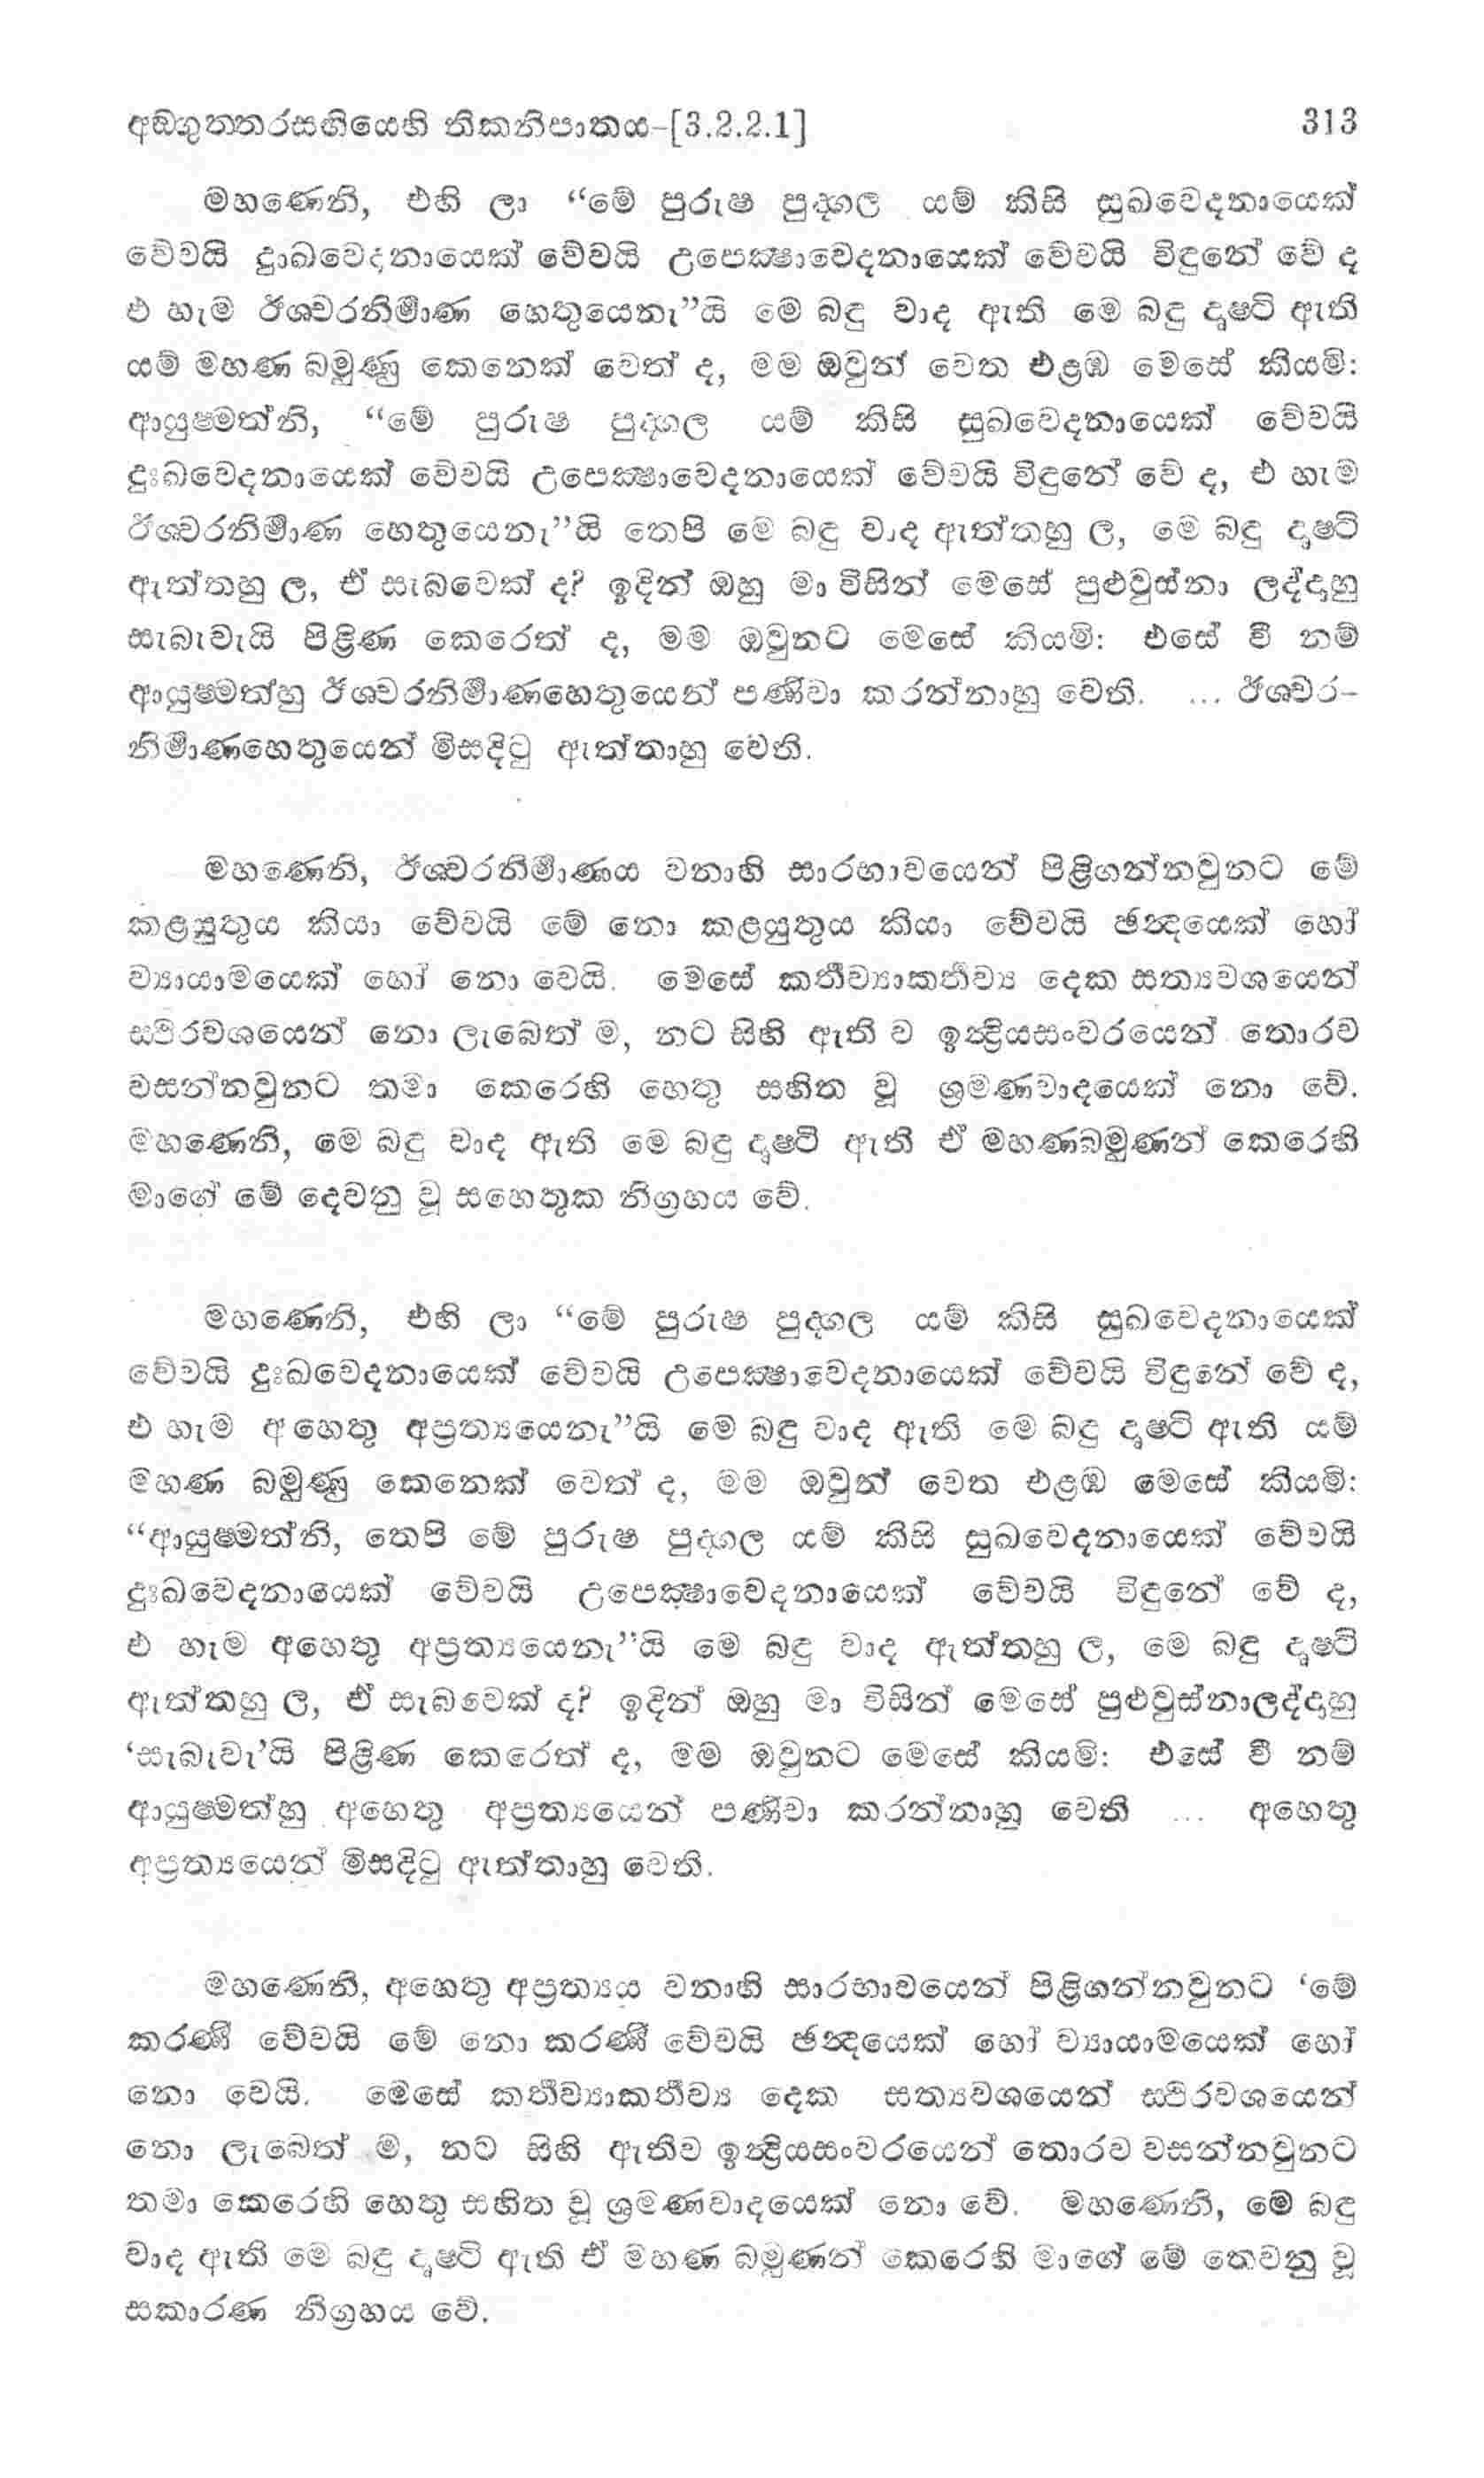 අඞගුතතරසඟියෙහි තිකනිපාතය-[3.2.2.1] 313
මහණෙනි, එහි ලා “මේ පුරුෂ පුද්ගල යම් කිසි සුඛවෙදනායෙක්
වේවයි දුඃඛවෙදනායෙක් වේවයි උපෙක්‍ෂාවෙදනායෙක් වේවයි විඳුනේ වේ ද
එ හැම ඊශ්වරනිර්‍මාණ හෙතුයෙනැ”යි මෙ බඳු වාද ඇති මෙ බඳු දෘෂ්ටි ඇති
යම් මහණ බමුණු කෙනෙක් වෙත් ද, මම ඔවුන් වෙත එළඹ මෙසේ කියමි:
ආයුෂ්මත්නි, “මේ පුරුෂ පුද්ගල යම් කිසි සුඛවෙදනායෙක් වේවයි
දුඃඛවෙදනායෙක් වේවයි උපෙක්‍ෂාවෙදනායෙක් වේවයි විඳුනේ වේ ද, එ හැම
ඊශ්වරනිර්‍මාණ හෙතුයෙනැ”යි තෙපි මෙ බඳු වාද ඇත්තහු ල, මෙ බඳු දෘෂ්ටි
ඇත්තහු ල, ඒ සැබවෙක් ද? ඉදින් ඔහු මා විසින් මෙසේ පුළුවුස්නා ලද්දාහු
සැබැවැයි පිළිණ කෙරෙත් ද, මම ඔවුනට මෙසේ කියමි: එසේ වී නම්
ආයුෂ්මත්හු ඊශ්වරනිර්‍මාණහෙතුයෙන් පණිවා කරන්නාහු වෙති. ... ඊශ්වර-
නිර්‍මාණහෙතුයෙන් මිසදිටු ඇත්තාහු වෙති.
මහණෙනි, ඊශ්වරනිර්‍මාණය වනාහි සාරභාවයෙන් පිළිගන්නවුනට මේ
කළයුතුය කියා වේවයි මේ නො කළයුතුය කියා වේවයි ඡන්‍දයෙක් හෝ
ව්‍යායාමයෙක් හෝ නො වෙයි. මෙසේ කර්‍තව්‍යාකර්‍තව්‍ය දෙක සත්‍යවශයෙන්
ස්ථිරවශයෙන් නො ලැබෙත් ම, නට සිහි ඇති ව ඉන්‍ද්‍රියසංවරයෙන් තොරව
වසන්නවුනට තමා කෙරෙහි හෙතු සහිත වූ ශ්‍රමණවාදයෙක් නො වේ.
මහණෙනි, මෙ බඳු වාද ඇති මෙ බඳු දෘෂ්ටි ඇති ඒ මහණබමුණන් කෙරෙහි
මාගේ මේ දෙවනු වූ සහෙතුක නිග්‍රහය වේ.
මහණෙනි, එහි ලා “මේ පුරුෂ පුද්ගල යම් කිසි සුඛවෙදනායෙක්
වේවයි දුඃඛවෙදනායෙක් වේවයි උපෙක්‍ෂාවෙදනායෙක් වේවයි විඳුනේ වේ ද,
එ හැම අහෙතු අප්‍රත්‍යයෙනැ”යි මෙ බඳු වාද ඇති මෙ බඳු දෘෂ්ටි ඇති යම්
මහණ බමුණු කෙනෙක් වෙත් ද, මම ඔවුන් වෙත එළඹ මෙසේ කියමි:
“ආයුෂ්මත්නි, තෙපි මේ පුරුෂ පුද්ගල යම් කිසි සුඛවෙදනායෙක් වේවයි
දුඃඛවෙදනායෙක් වේවයි උපෙක්‍ෂාවෙදනායෙක් වේවයි විඳුනේ වේ ද,
එ හැම අහෙතු අප්‍රත්‍යයෙනැ”යි මෙ බඳු වාද ඇත්තහු ල, මෙ බඳු දෘෂ්ටි
ඇත්තහු ල, ඒ සැබවෙක් ද? ඉදින් ඔහු මා විසින් මෙසේ පුළුවුස්නාලද්දාහු
‘සැබැවැ’යි පිළිණ කෙරෙත් ද, මම ඔවුනට මෙසේ කියමි: එසේ වී නම්
ආයුෂ්මත්හු අහෙතු අප්‍රත්‍යයෙන් පණිවා කරන්නාහු වෙති ... අහෙතු
අප්‍රත්‍යයෙන් මිසදිටු ඇත්තාහු වෙති.
මහණෙනි, අහෙතු අප්‍රත්‍යය වනාහි සාරභාවයෙන් පිළිගන්නවුනට ‘මේ
කරණී වේවයි මේ නො කරණී වේවයි ඡන්‍දයෙක් හෝ ව්‍යායාමයෙක් හෝ
නො වෙයි. මෙසේ කර්‍තව්‍යාකර්‍තව්‍ය දෙක සත්‍යවශයෙන් ස්ථිරවශයෙන්
නො ලැබෙත් ම, නට සිහි ඇතිව ඉන්‍ද්‍රියසංවරයෙන් තොරව වසන්නවුනට
තමා කෙරෙහි හෙතු සහිත වූ ශ්‍රමණවාදයෙක් නො වේ. මහණෙනි, මෙ බඳු
වාද ඇති මෙ බඳු දෘෂ්ටි ඇති ඒ මහණ බමුණන් කෙරෙහි මාගේ මේ තෙවනු වූ
සකාරණ නිග්‍රහය වේ.